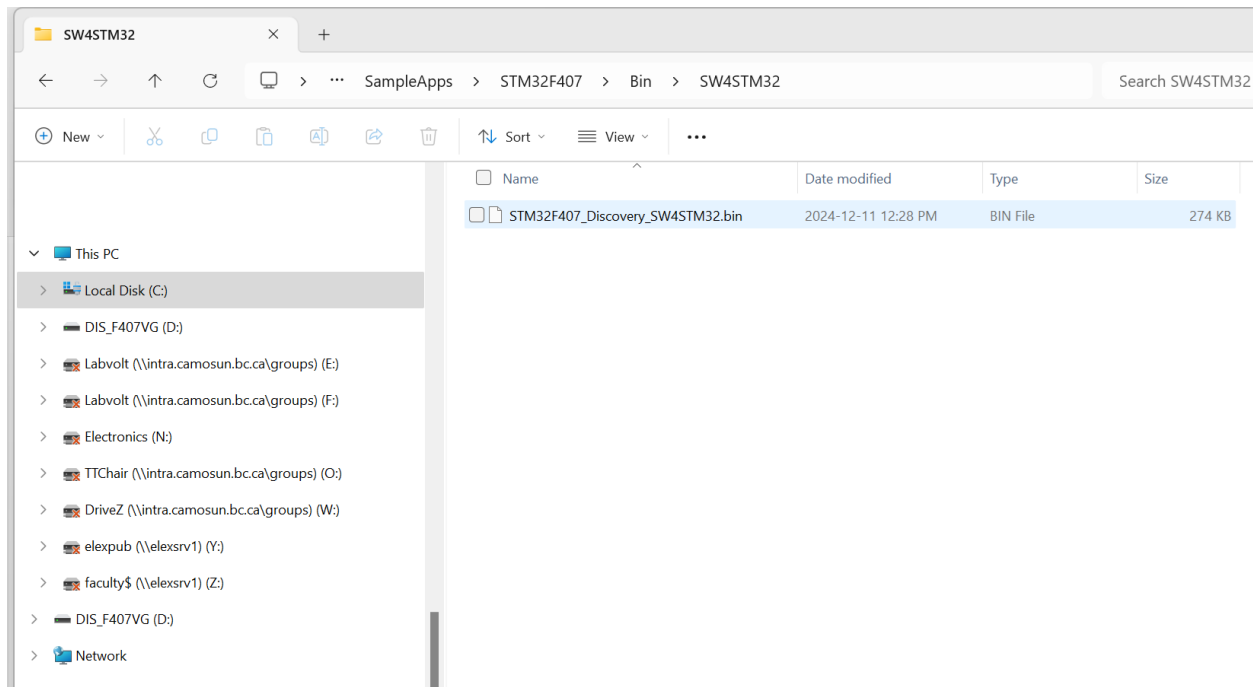 SW4STM32
SampleApps > STM32F407 > Bin > SW4STM32
Search SW4STM32
New
Sort
View
Name
Date modified
Type
Size
STM32F407_Discovery_SW4STM32.bin
2024-12-11 12:28 PM
BIN File
274 KB
This PC
Local Disk (C:)
DIS_F407VG (D:)
Labvolt (\\intra.camosun.bc.ca\groups) (E:)
Labvolt (\\intra.camosun.bc.ca\groups) (F:)
Electronics (N:)
TTChair (\\intra.camosun.bc.ca\groups) (O:)
DriveZ (\\intra.camosun.bc.ca\groups) (W:)
elexpub (\\elexsrv1) (Y:)
faculty$ (\\elexsrv1) (Z:)
DIS_F407VG (D:)
Network